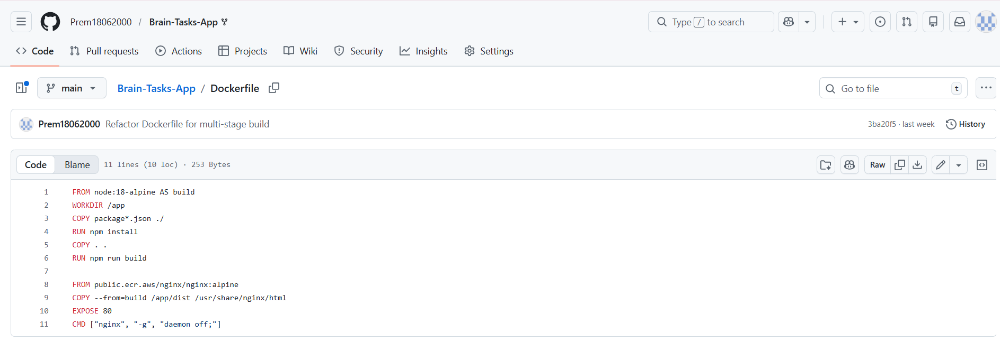 Prem18062000 / Brain-Tasks-App
Type / to search
Code Pull requests Actions Projects Wiki Security Insights Settings
main
Brain-Tasks-App / Dockerfile
Go to file t
Prem18062000 Refactor Dockerfile for multi-stage build
3ba20f5 · last week History
Code Blame 11 lines (10 loc) · 253 Bytes
Raw
1 FROM node:18-alpine AS build
2 WORKDIR /app
3 COPY package*.json ./
4 RUN npm install
5 COPY . .
6 RUN npm run build
7
8 FROM public.ecr.aws/nginx/nginx:alpine
9 COPY --from=build /app/dist /usr/share/nginx/html
10 EXPOSE 80
11 CMD ["nginx", "-g", "daemon off;"]